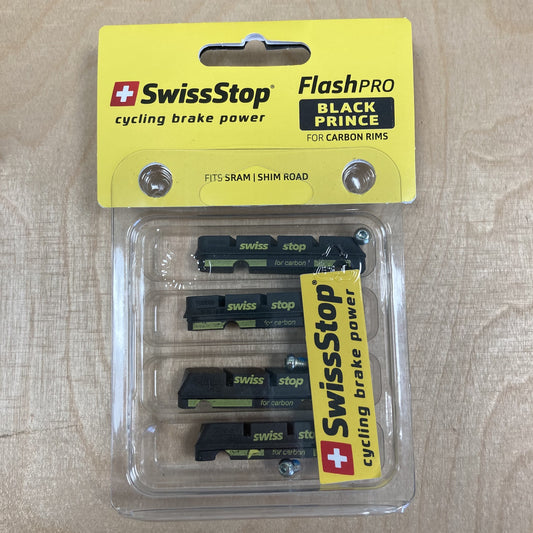 SwissStop®
cycling brake power
FlashPRO
BLACK
PRINCE
FOR CARBON RIMS
FITS SRAM | SHIM ROAD
swiss stop
for carbon
swiss stop
for carbon
swiss stop
for carbon
swiss stop
for carbon
SwissStop®
cycling brake power